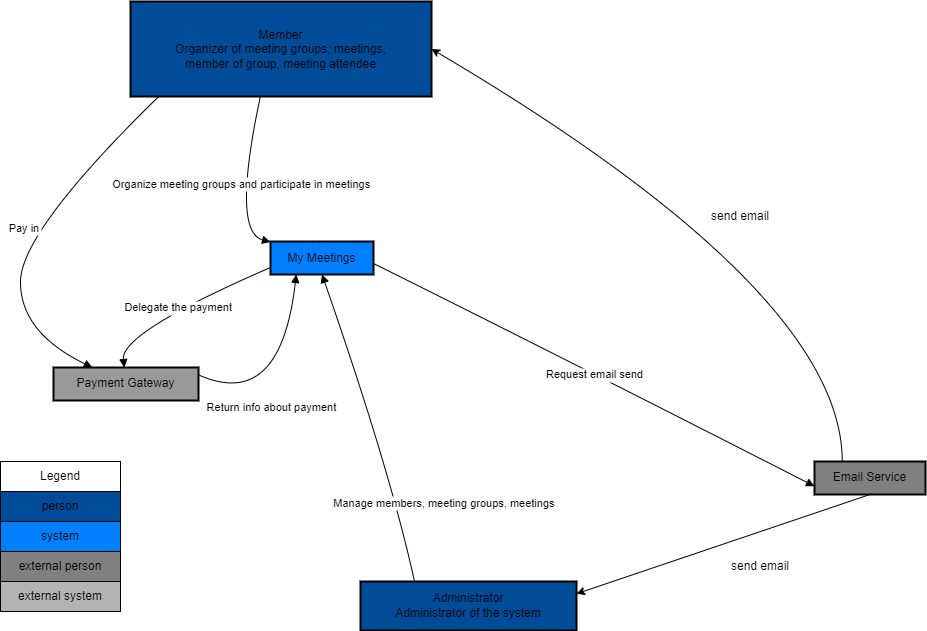 Member
Organizer of meeting groups, meetings,
member of group, meeting attendee
Organize meeting groups and participate in meetings
send email
Pay in
My Meetings
Delegate the payment
Request email send
Payment Gateway
Return info about payment
Email Service
Manage members, meeting groups, meetings
send email
Administrator
Administrator of the system
Legend
person
system
external person
external system